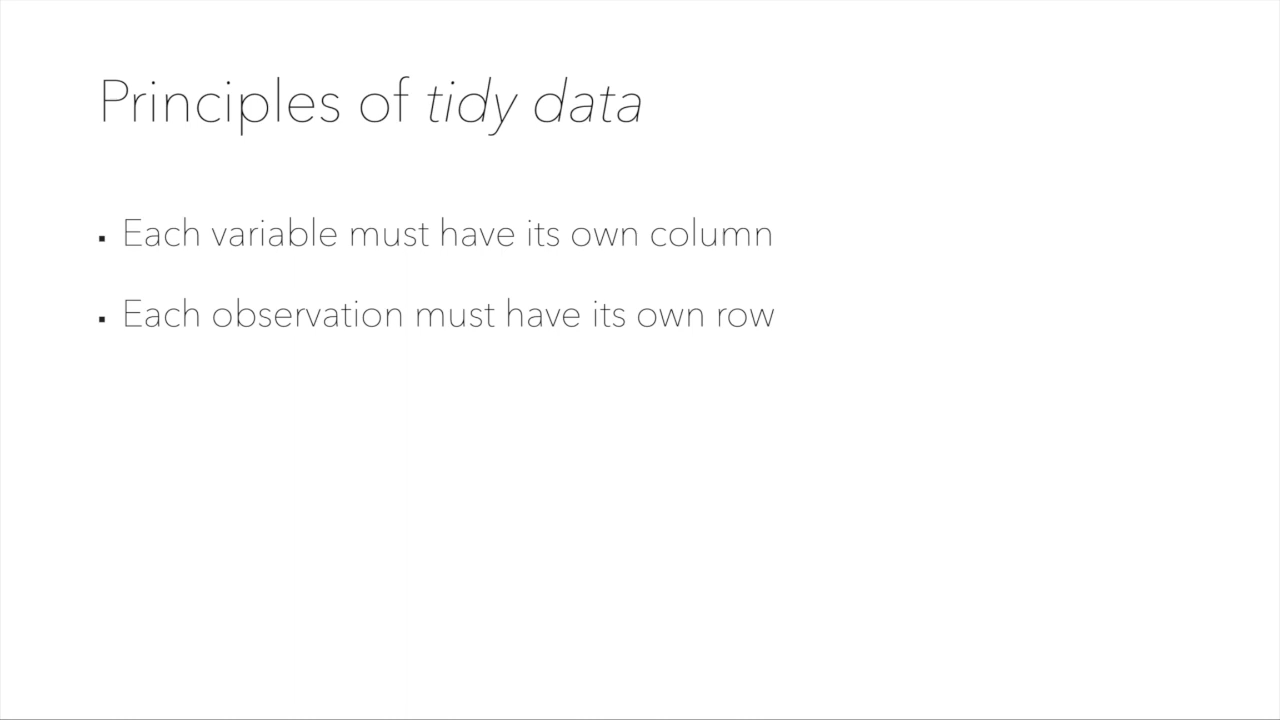 Principles of tidy data
▪ Each variable must have its own column
▪ Each observation must have its own row